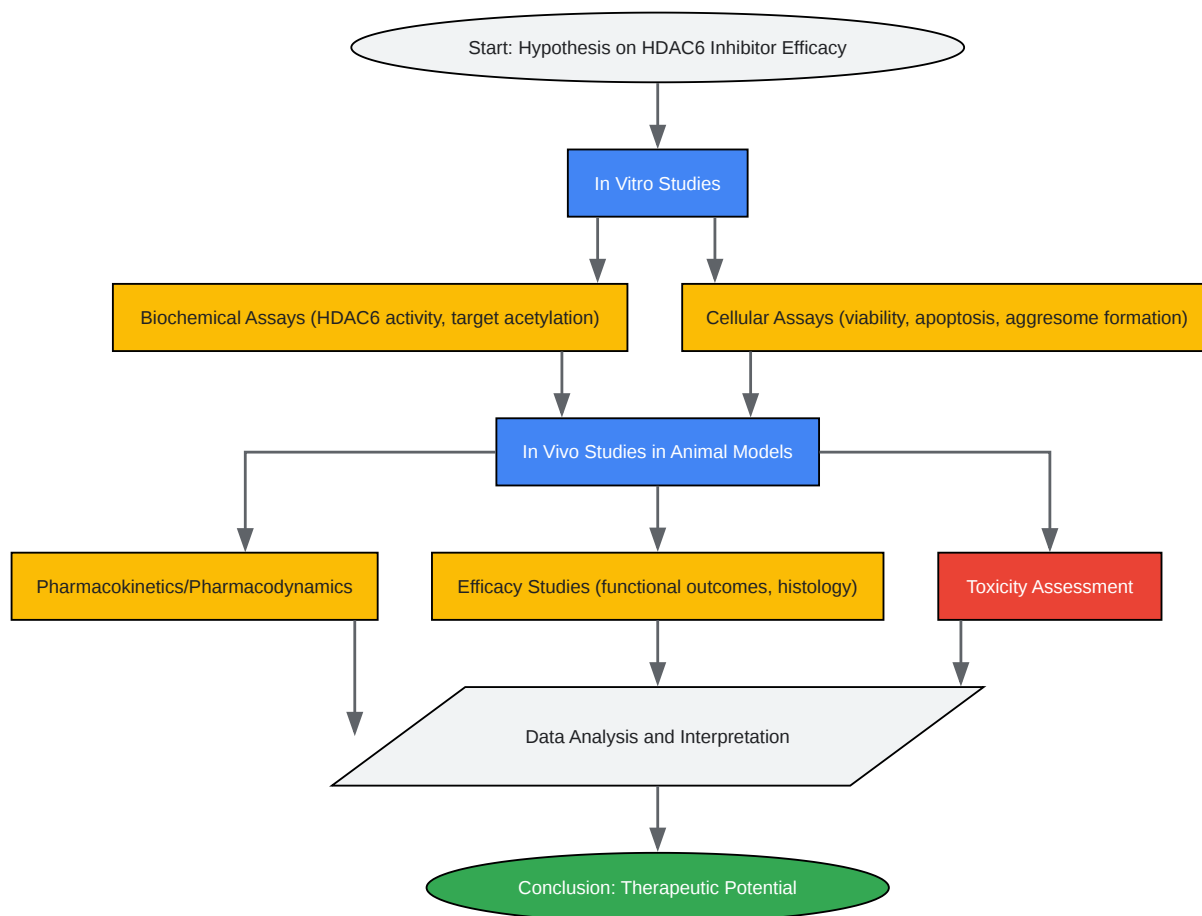 Start: Hypothesis on HDAC6 Inhibitor Efficacy
In Vitro Studies
Biochemical Assays (HDAC6 activity, target acetylation)
Cellular Assays (viability, apoptosis, aggresome formation)
In Vivo Studies in Animal Models
Pharmacokinetics/Pharmacodynamics
Efficacy Studies (functional outcomes, histology)
Toxicity Assessment
Data Analysis and Interpretation
Conclusion: Therapeutic Potential